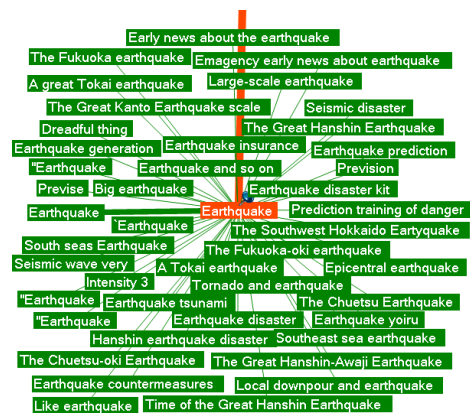 Early news about the earthquake
The Fukuoka earthquake
Emagency early news about earthquake
A great Tokai earthquake
Large-scale earthquake
The Great Kanto Earthquake scale
Seismic disaster
Dreadful thing
The Great Hanshin Earthquake
Earthquake generation
Earthquake insurance
Earthquake prediction
"Earthquake
Earthquake and so on
Prevision
Previse
Big earthquake
Earthquake disaster kit
Earthquake
Earthquake
Prediction training of danger
`Earthquake
The Southwest Hokkaido Eartyquake
South seas Earthquake
The Fukuoka-oki earthquake
Seismic wave very
A Tokai earthquake
Epicentral earthquake
Intensity 3
Tornado and earthquake
"Earthquake
Earthquake tsunami
The Chuetsu Earthquake
"Earthquake
Earthquake disaster
Earthquake yoiru
Hanshin earthquake disaster
Southeast sea earthquake
The Chuetsu-oki Earthquake
The Great Hanshin-Awaji Earthquake
Earthquake countermeasures
Local downpour and earthquake
Like earthquake
Time of the Great Hanshin Earthquake